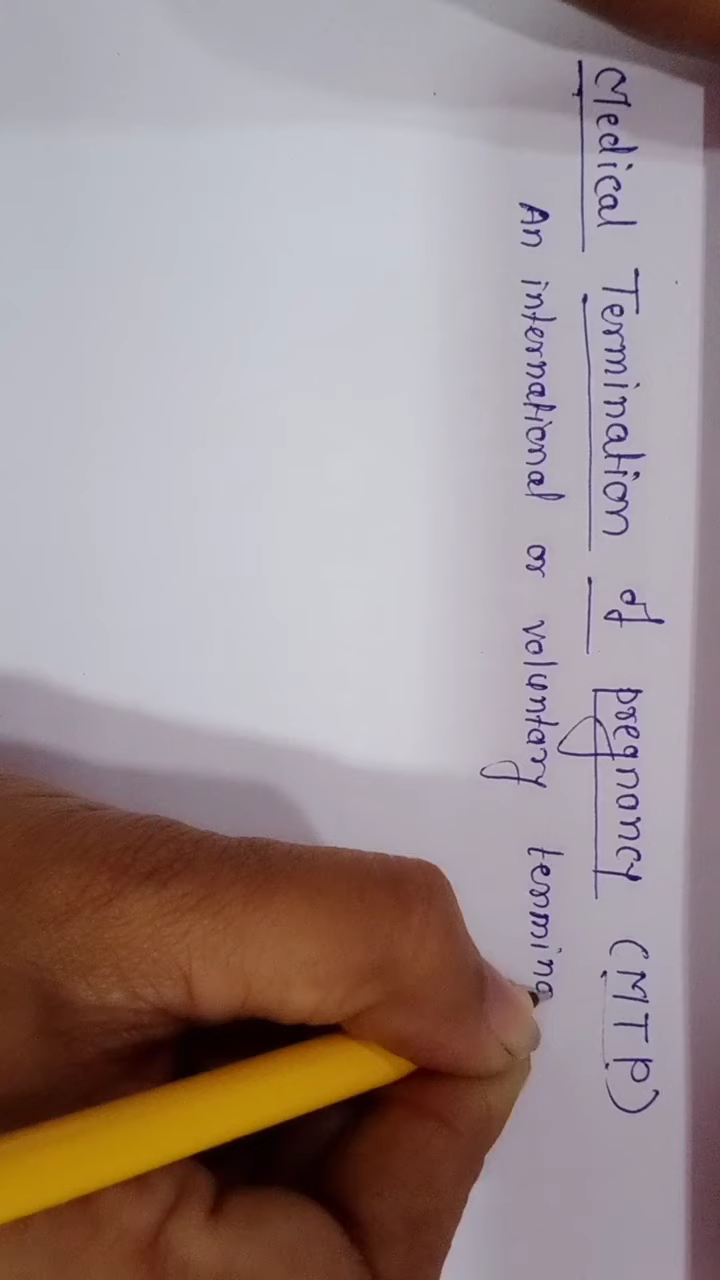 Medical Termination of pregnancy (MTP)
An international or voluntary termina